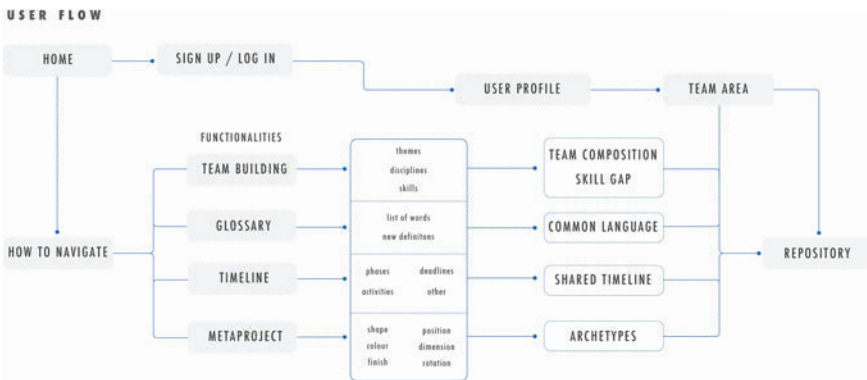 USER FLOW
HOME
SIGN UP / LOG IN
USER PROFILE
TEAM AREA
FUNCTIONALITIES
TEAM BUILDING
themes
disciplines
skills
TEAM COMPOSITION
SKILL GAP
GLOSSARY
list of words
new definitons
COMMON LANGUAGE
HOW TO NAVIGATE
REPOSITORY
TIMELINE
phases deadlines
activities other
SHARED TIMELINE
METAPROJECT
shape position
colour dimension
finish rotation
ARCHETYPES